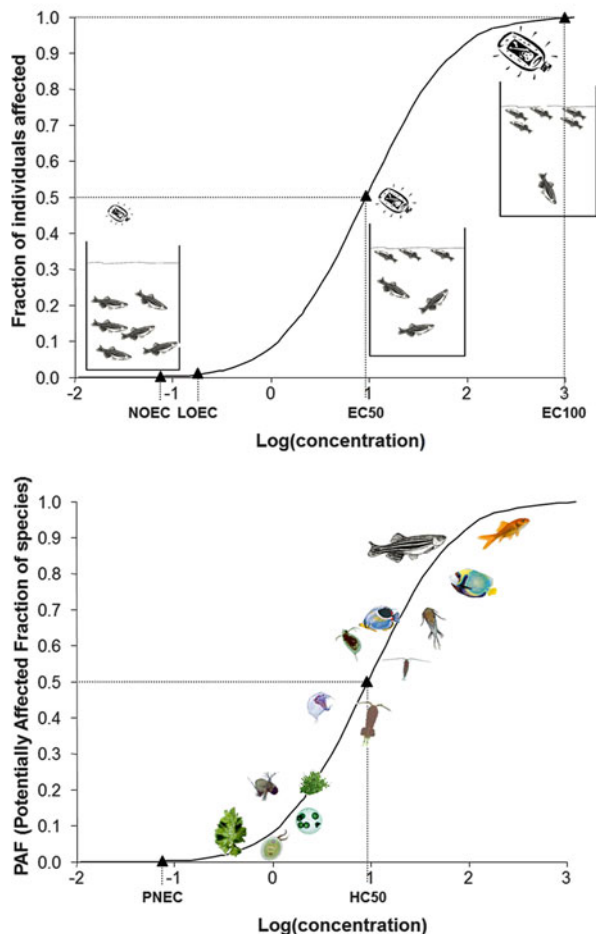 1.0
0.9
0.8
0.7
0.6
0.5
0.4
0.3
0.2
0.1
0.0
Fraction of individuals affected
-2 -1 0 1 2 3
NOEC LOEC EC50 EC100
Log(concentration)
1.0
0.9
0.8
0.7
0.6
0.5
0.4
0.3
0.2
0.1
0.0
PAF (Potentially Affected Fraction of species)
-2 -1 0 1 2 3
PNEC HC50
Log(concentration)